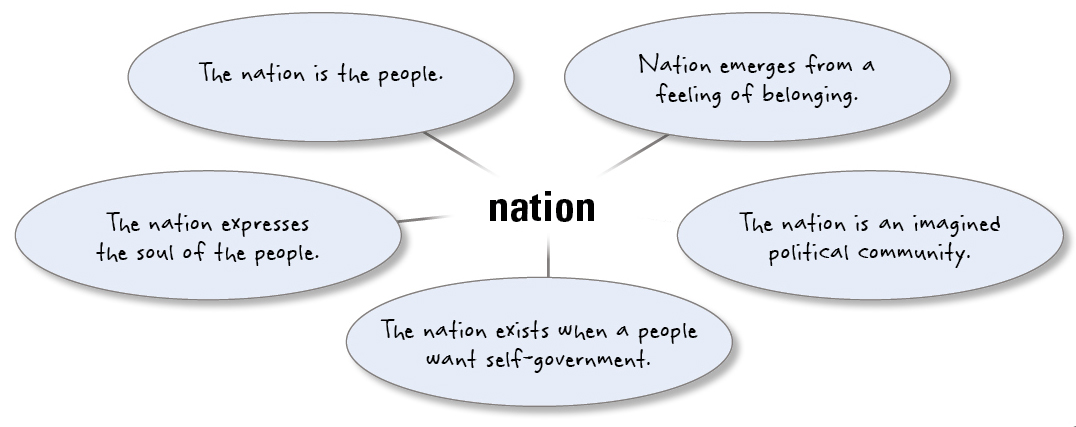 The nation is the people.
Nation emerges from a
feeling of belonging.
nation
The nation expresses
the soul of the people.
The nation is an imagined
political community.
The nation exists when a people
want self-government.